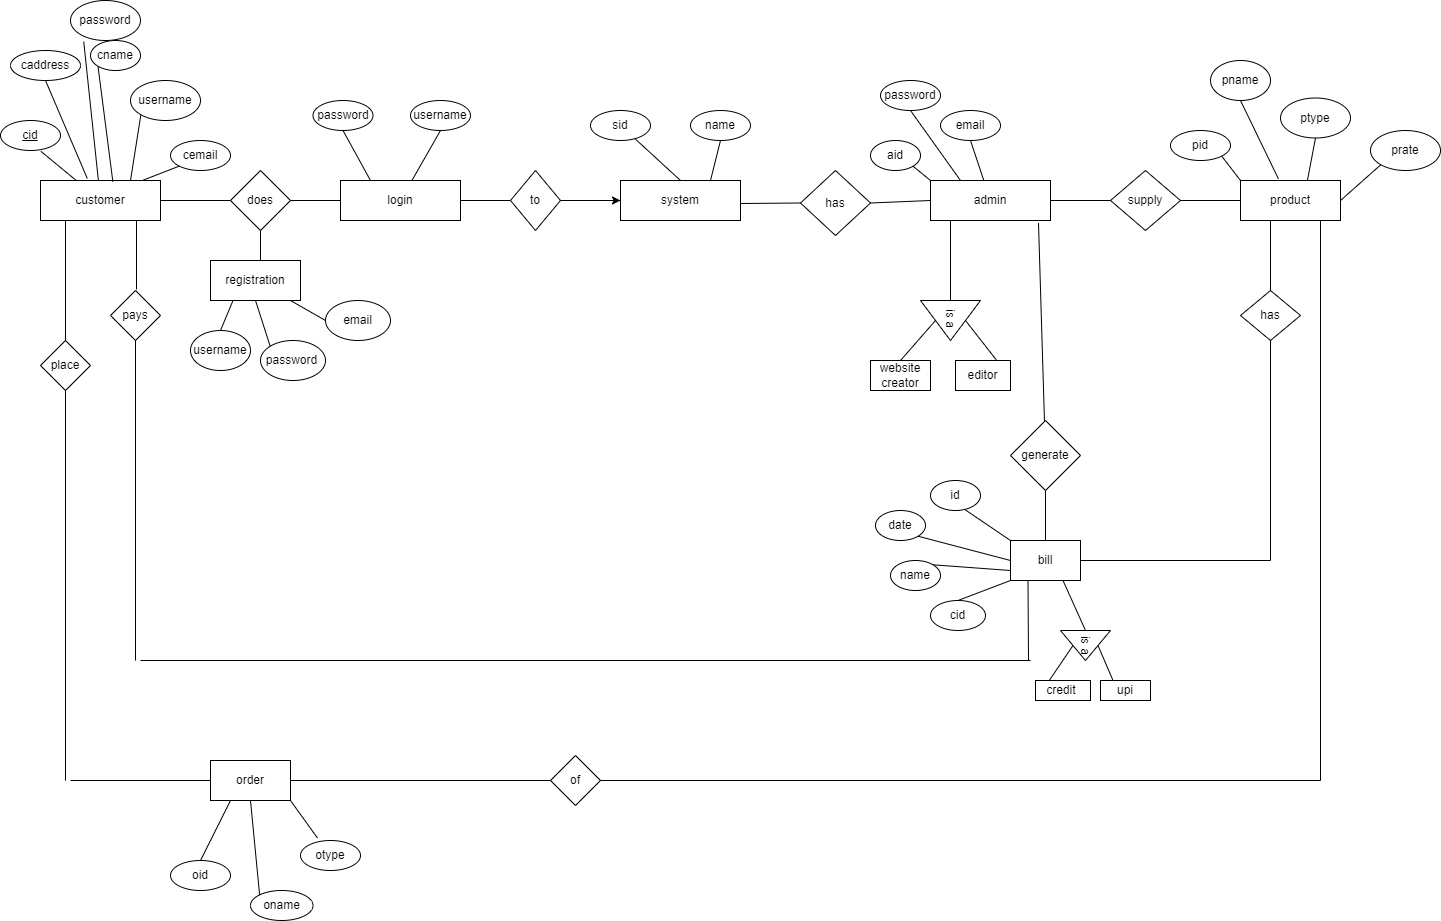 password
cname
caddress
username
cid
cemail
password
username
sid
name
password
email
aid
pname
ptype
pid
prate
customer
does
login
to
system
has
admin
supply
product
registration
username
password
email
pays
place
is a
website
creator
editor
has
generate
id
date
name
cid
bill
is a
credit
upi
order
of
oid
oname
otype